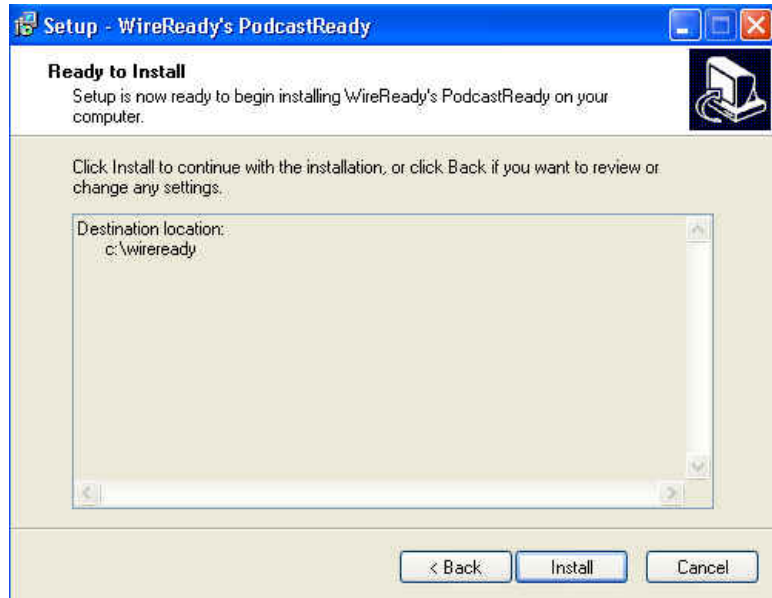 Setup - WireReady's PodcastReady
Ready to Install
Setup is now ready to begin installing WireReady's PodcastReady on your
computer.
Click Install to continue with the installation, or click Back if you want to review or
change any settings.
Destination location:
c:\wireready
< Back
Install
Cancel